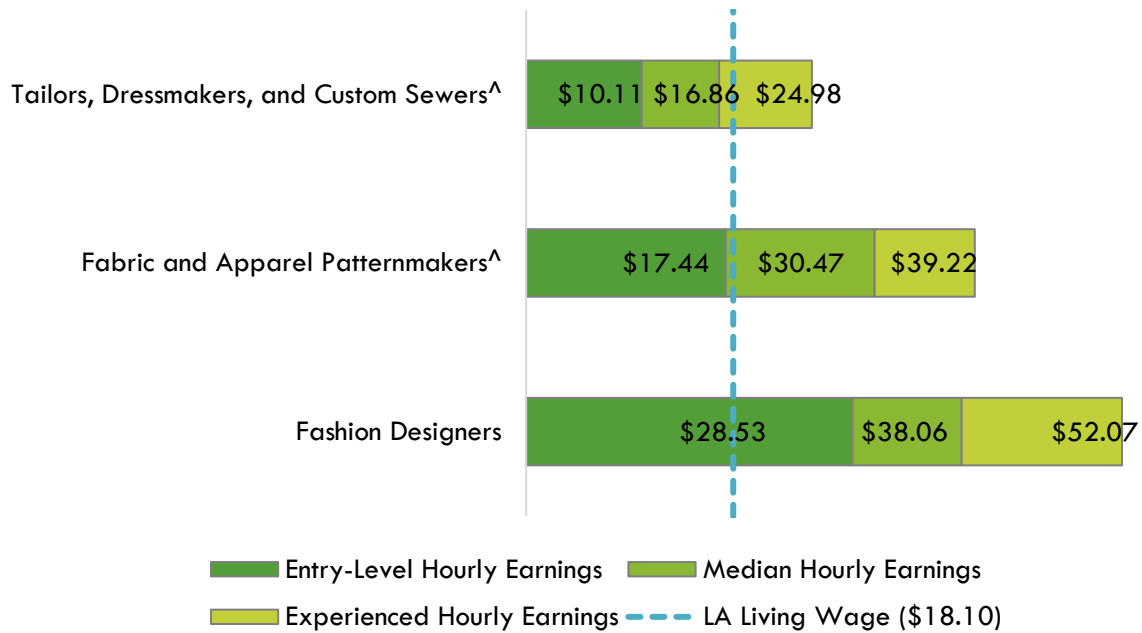 Tailors, Dressmakers, and Custom Sewers^ $10.11 $16.86 $24.98
Fabric and Apparel Patternmakers^ $17.44 $30.47 $39.22
Fashion Designers $28.53 $38.06 $52.07
Entry-Level Hourly Earnings Median Hourly Earnings
Experienced Hourly Earnings LA Living Wage ($18.10)